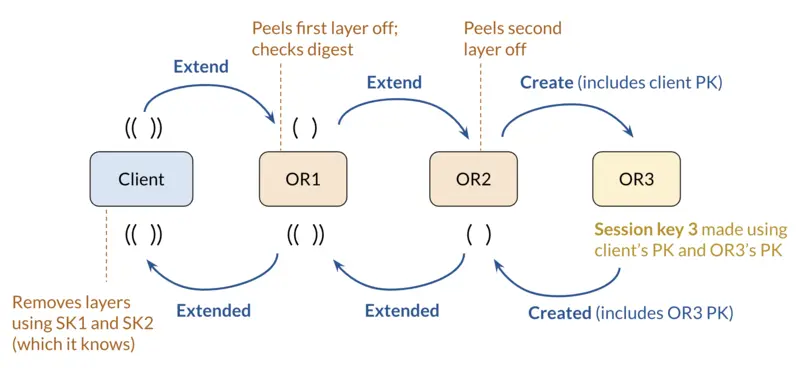 Peels first layer off;
checks digest
Peels second
layer off
Extend
Extend
Create (includes client PK)
(( ))
( )
Client
OR1
OR2
OR3
(( ))
(( ))
( )
Session key 3 made using
client's PK and OR3's PK
Removes layers
using SK1 and SK2
(which it knows)
Extended
Extended
Created (includes OR3 PK)